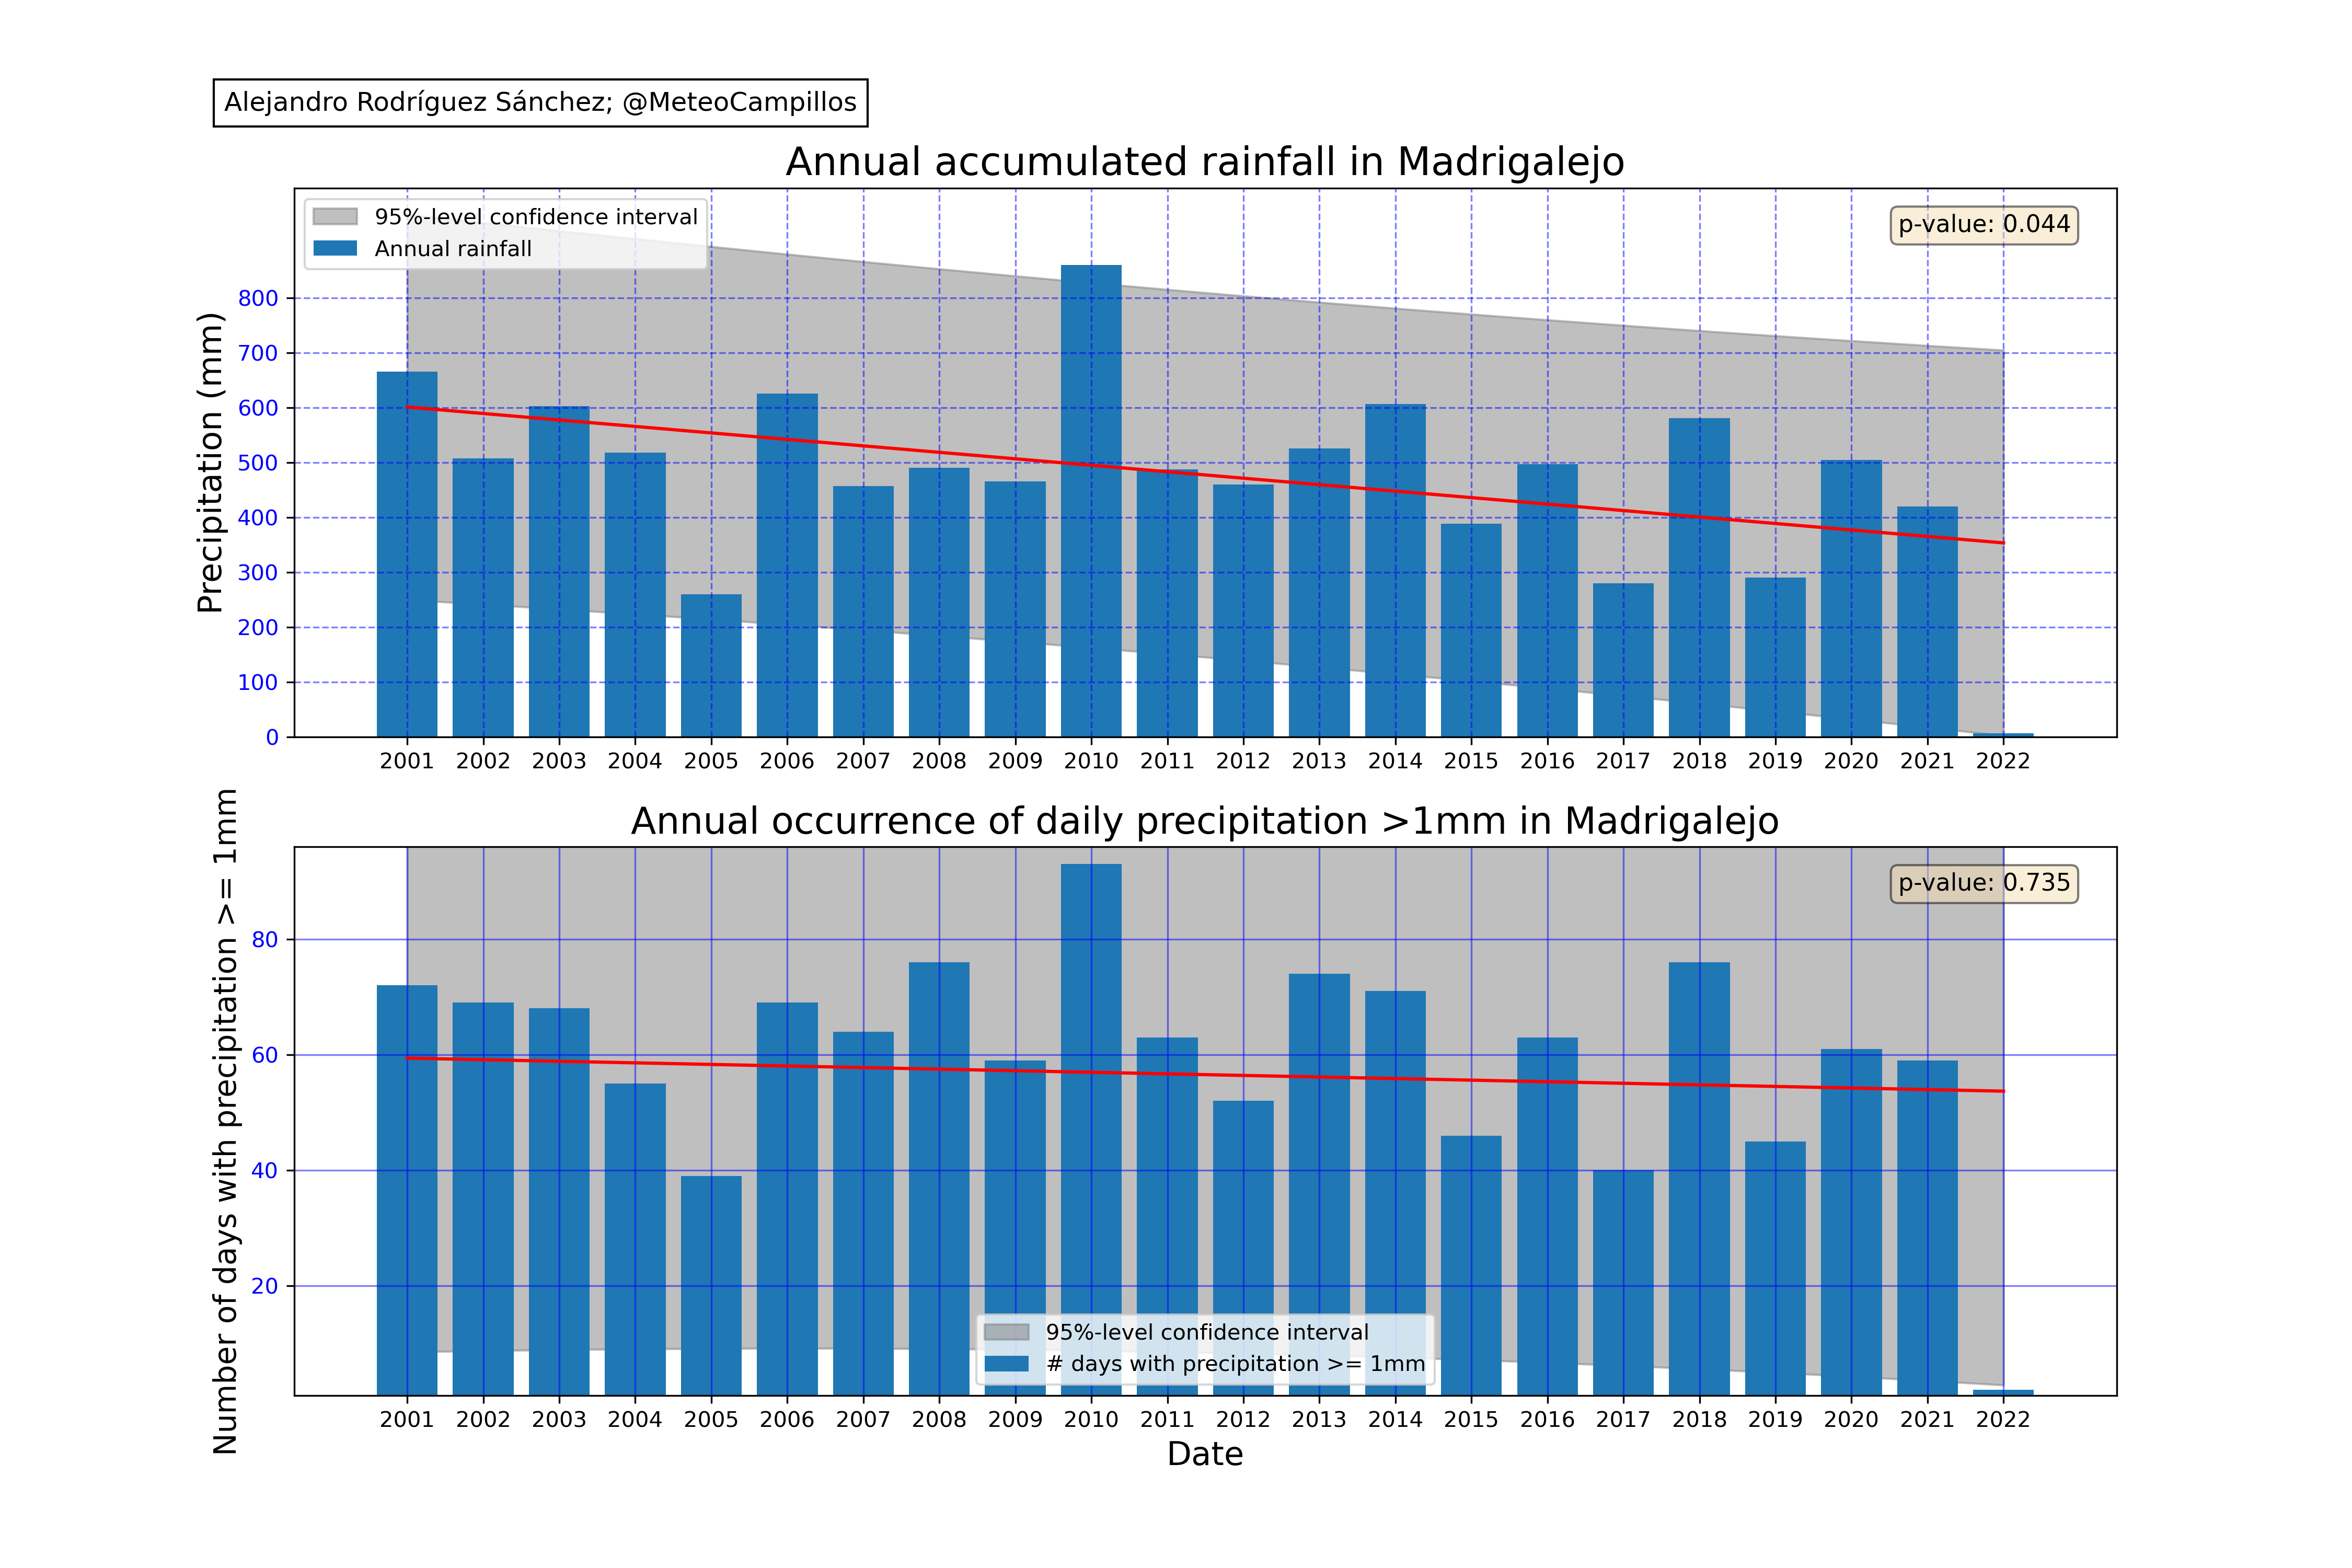 Alejandro Rodríguez Sánchez; @MeteoCampillos
Annual accumulated rainfall in Madrigalejo
95%-level confidence interval
Annual rainfall
p-value: 0.044
Precipitation (mm)
800
700
600
500
400
300
200
100
0
2001 2002 2003 2004 2005 2006 2007 2008 2009 2010 2011 2012 2013 2014 2015 2016 2017 2018 2019 2020 2021 2022
Annual occurrence of daily precipitation >1mm in Madrigalejo
p-value: 0.735
Number of days with precipitation >= 1mm
80
60
40
20
95%-level confidence interval
# days with precipitation >= 1mm
2001 2002 2003 2004 2005 2006 2007 2008 2009 2010 2011 2012 2013 2014 2015 2016 2017 2018 2019 2020 2021 2022
Date